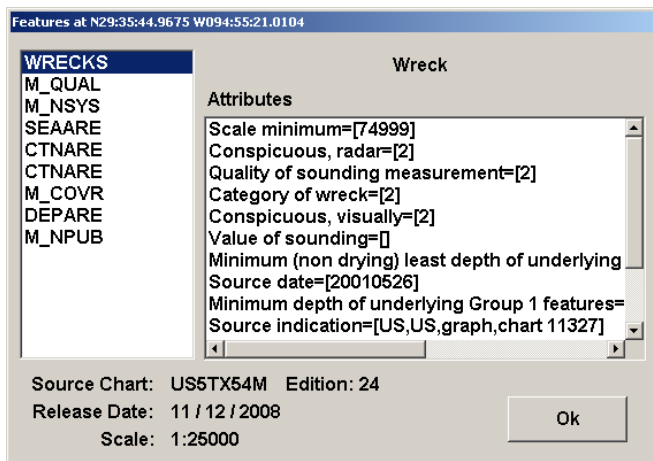 Features at N29:35:44.9675 W094:55:21.0104
WRECKS
M_QUAL
M_NSYS
SEAARE
CTNARE
CTNARE
M_COVR
DEPARE
M_NPUB
Wreck
Attributes
Scale minimum=[74999]
Conspicuous, radar=[2]
Quality of sounding measurement=[2]
Category of wreck=[2]
Conspicuous, visually=[2]
Value of sounding=[]
Minimum (non drying) least depth of underlying
Source date=[20010526]
Minimum depth of underlying Group 1 features=
Source indication=[US,US,graph,chart 11327]
Source Chart: US5TX54M Edition: 24
Release Date: 11 / 12 / 2008
Scale: 1:25000
Ok